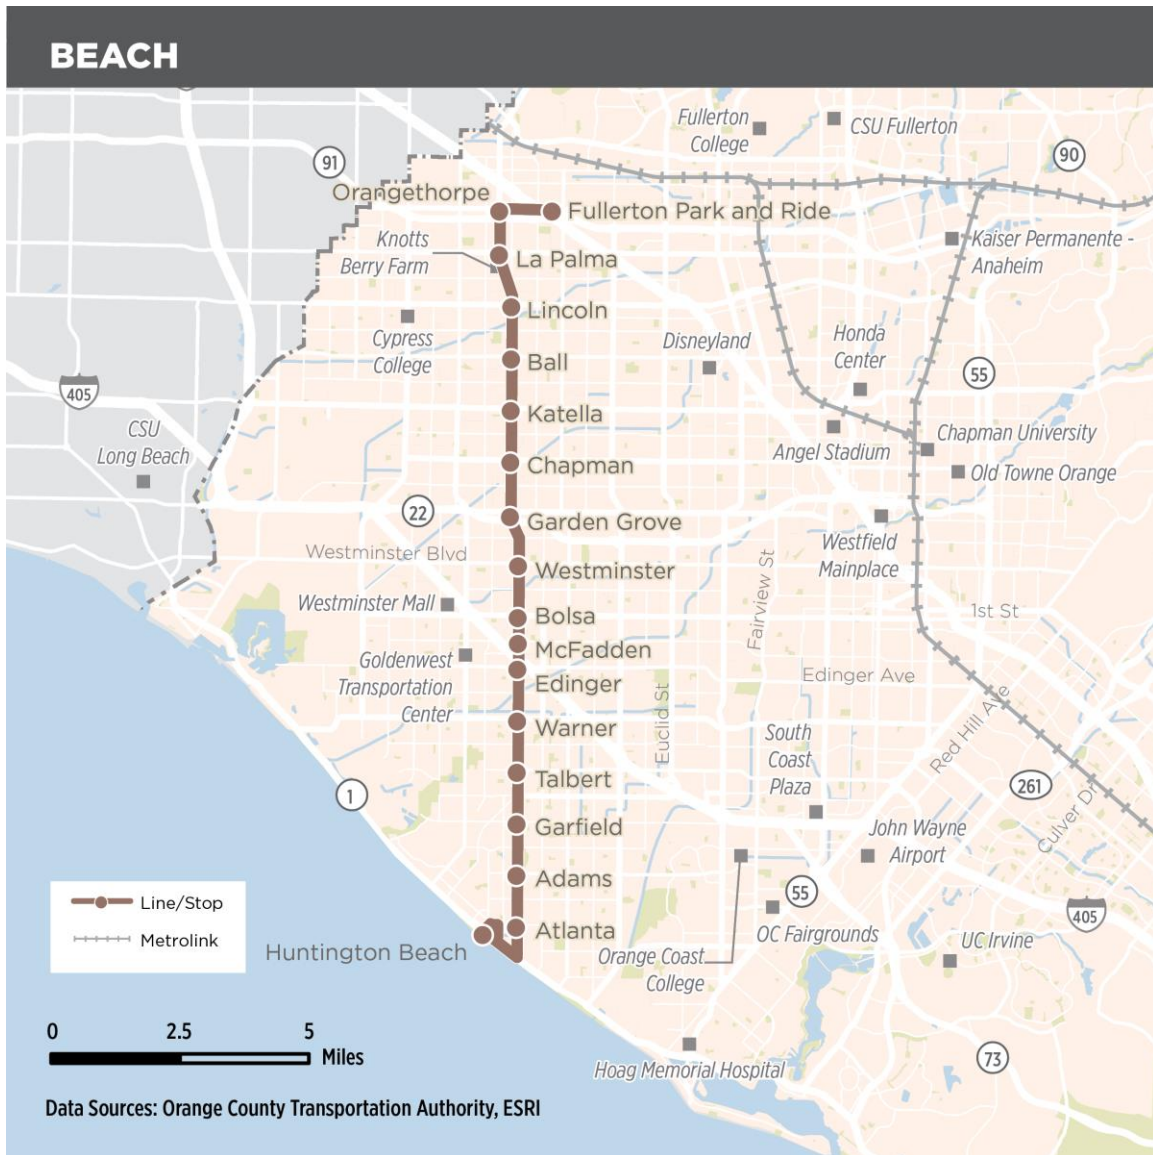 BEACH
Fullerton
College
CSU Fullerton
90
91
Orangethorpe
Fullerton Park and Ride
Knotts
Berry Farm
La Palma
Kaiser Permanente -
Anaheim
Lincoln
Cypress
College
Disneyland
Honda
Center
Ball
55
405
Katella
CSU
Long Beach
Angel Stadium
Chapman University
Chapman
Old Towne Orange
22
Garden Grove
Westminster Blvd
Westfield
Mainplace
Westminster
Fairview St
Westminster Mall
Bolsa
1st St
McFadden
Goldenwest
Transportation
Center
Edinger
Edinger Ave
Euclid St
Red Hill Ave
Warner
South
Coast
Plaza
Talbert
261
1
Culver Dr
Garfield
John Wayne
Airport
Adams
55
405
Line/Stop
Metrolink
Atlanta
Huntington Beach
Orange Coast
College
OC Fairgrounds
UC Irvine
0 2.5 5
Miles
Hoag Memorial Hospital
73
Data Sources: Orange County Transportation Authority, ESRI